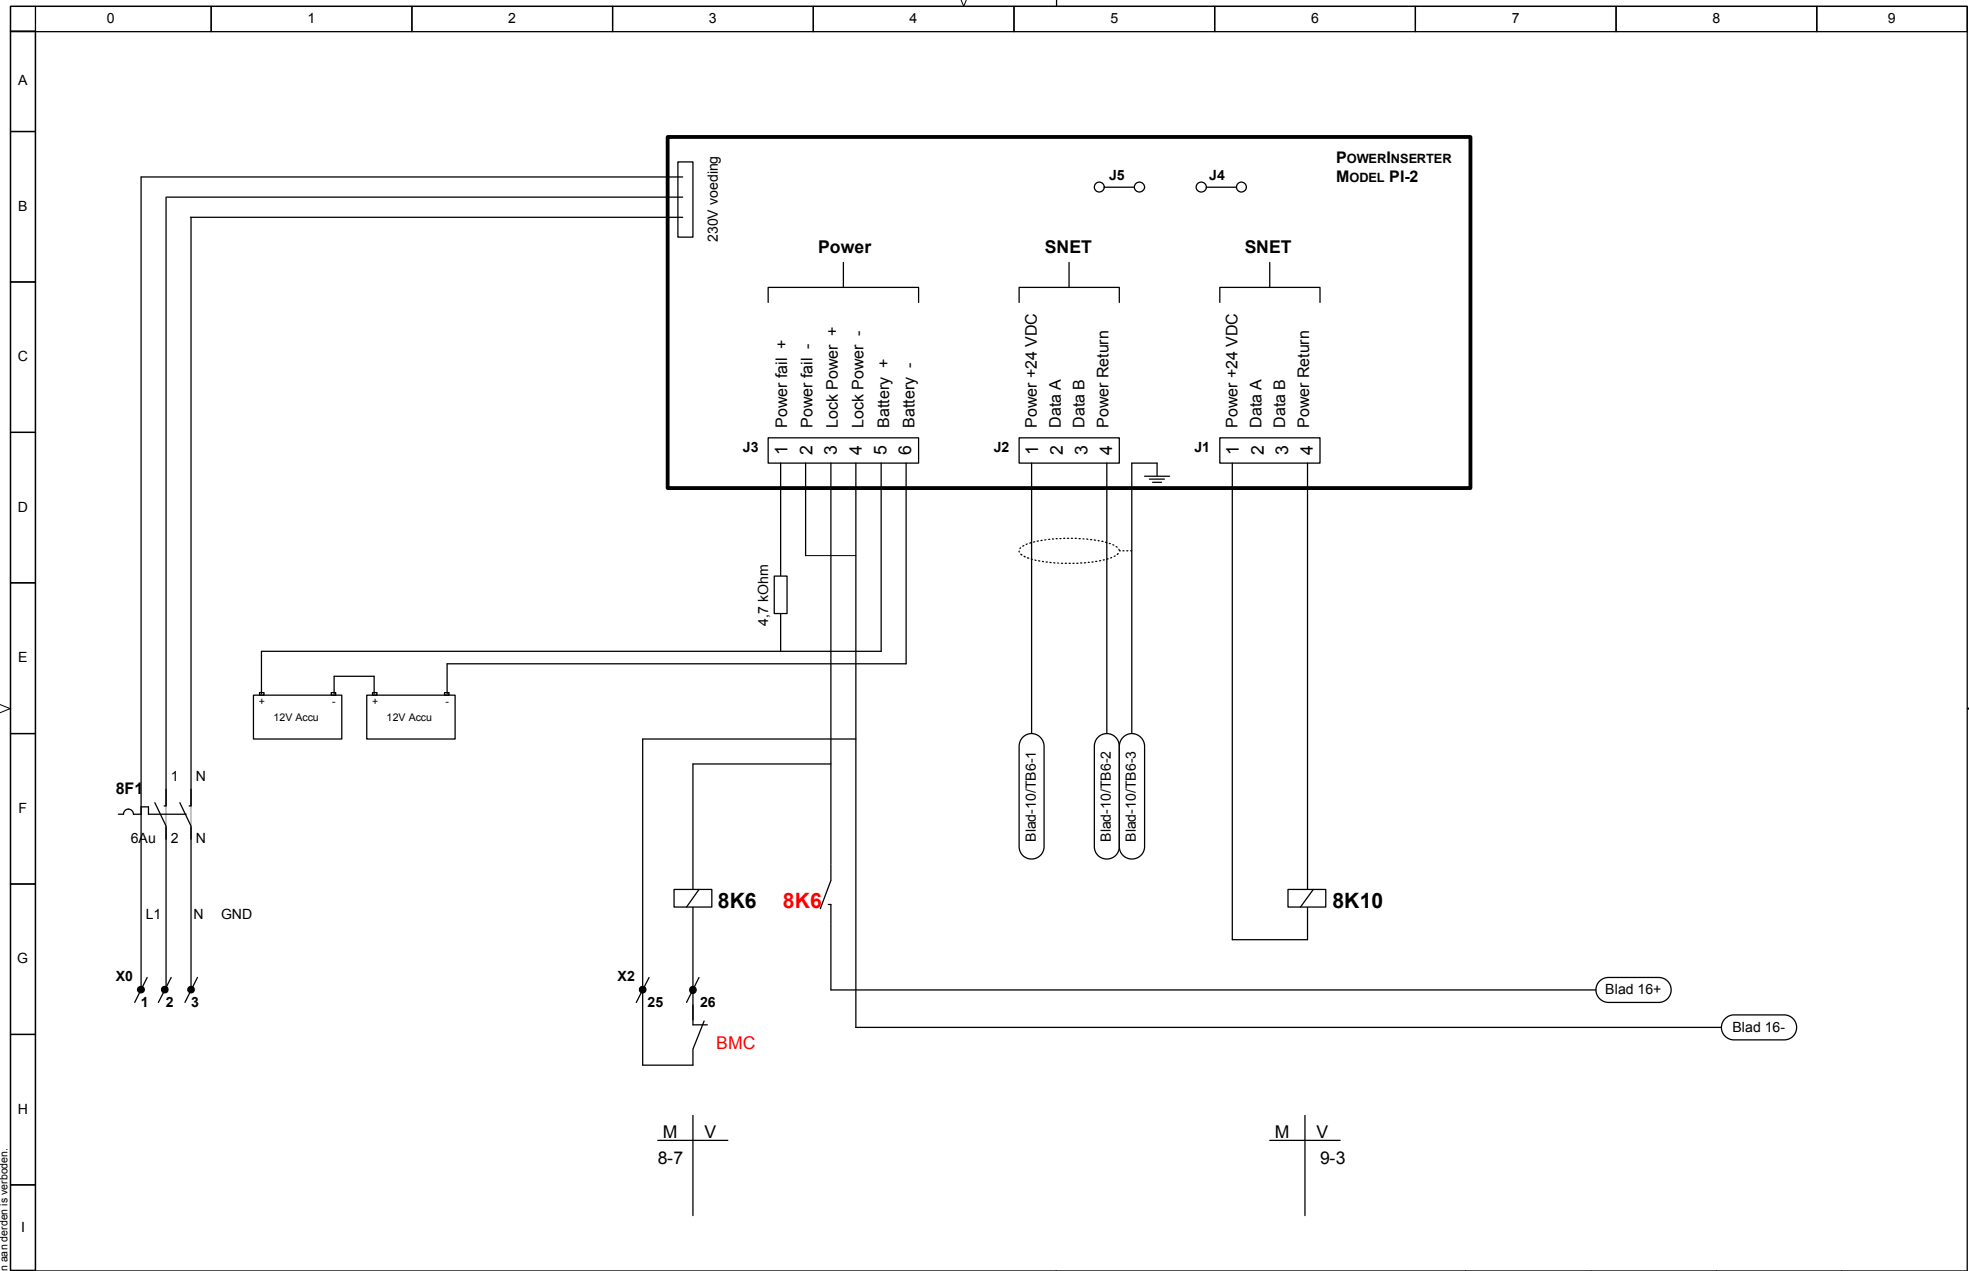 0 1 2 3 4 5 6 7 8 9
A
B
C
D
E
F
G
H
I
POWERINSERTER
MODEL PI-2
230V voeding
J5
J4
Power
SNET
SNET
Power fail +
Power fail -
Lock Power +
Lock Power -
Battery +
Battery -
Power +24 VDC
Data A
Data B
Power Return
Power +24 VDC
Data A
Data B
Power Return
J3 1 2 3 4 5 6
J2 1 2 3 4
J1 1 2 3 4
4,7 kOhm
+ -
12V Accu
+ -
12V Accu
8F1
1 N
6Au 2 N
L1 N GND
X0
1 2 3
Blad-10/TB6-1
Blad-10/TB6-2
Blad-10/TB6-3
8K6
8K6
8K10
X2
25 26
BMC
Blad 16+
Blad 16-
M V
8-7
M V
9-3
n aan derden is verboden.